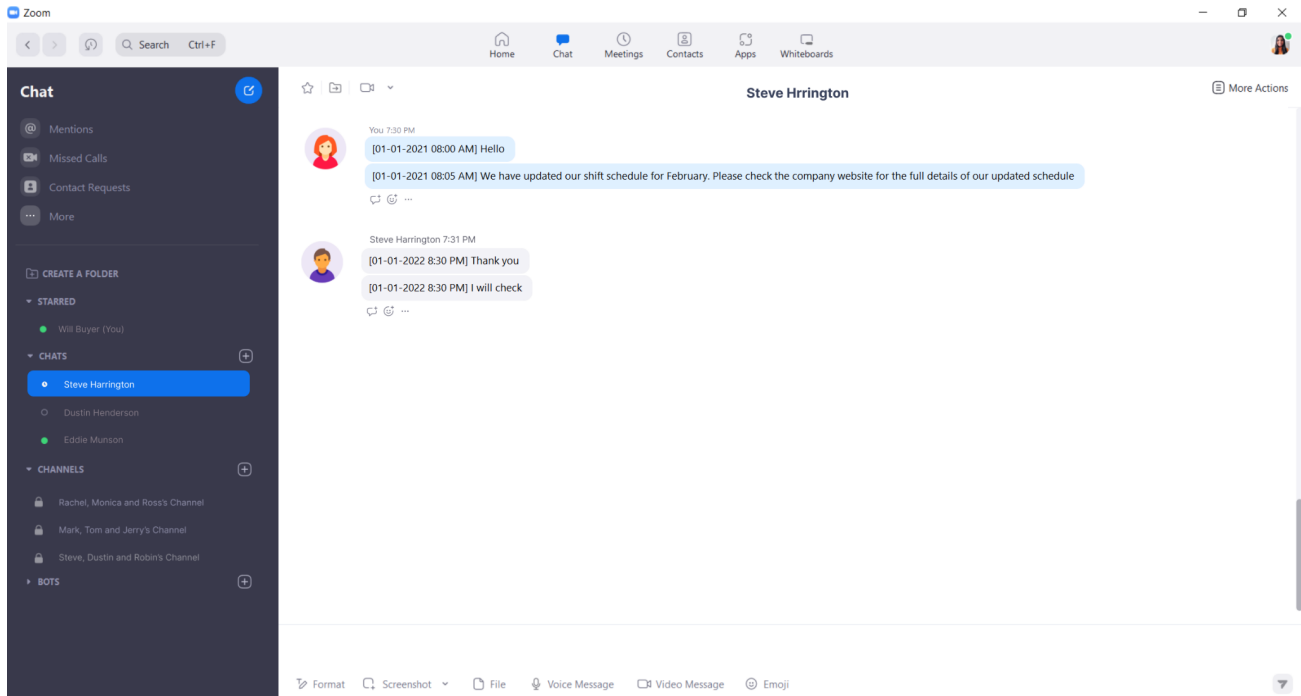 Zoom
Search Ctrl+F
Home
Chat
Meetings
Contacts
Apps
Whiteboards
Chat
@ Mentions
Missed Calls
Contact Requests
More
CREATE A FOLDER
STARRED
Will Buyer (You)
CHATS
Steve Harrington
Dustin Henderson
Eddie Munson
CHANNELS
Rachel, Monica and Ross's Channel
Mark, Tom and Jerry's Channel
Steve, Dustin and Robin's Channel
BOTS
Steve Hrrington
More Actions
You 7:30 PM
[01-01-2021 08:00 AM] Hello
[01-01-2021 08:05 AM] We have updated our shift schedule for February. Please check the company website for the full details of our updated schedule
Steve Harrington 7:31 PM
[01-01-2022 8:30 PM] Thank you
[01-01-2022 8:30 PM] I will check
Format
Screenshot
File
Voice Message
Video Message
Emoji